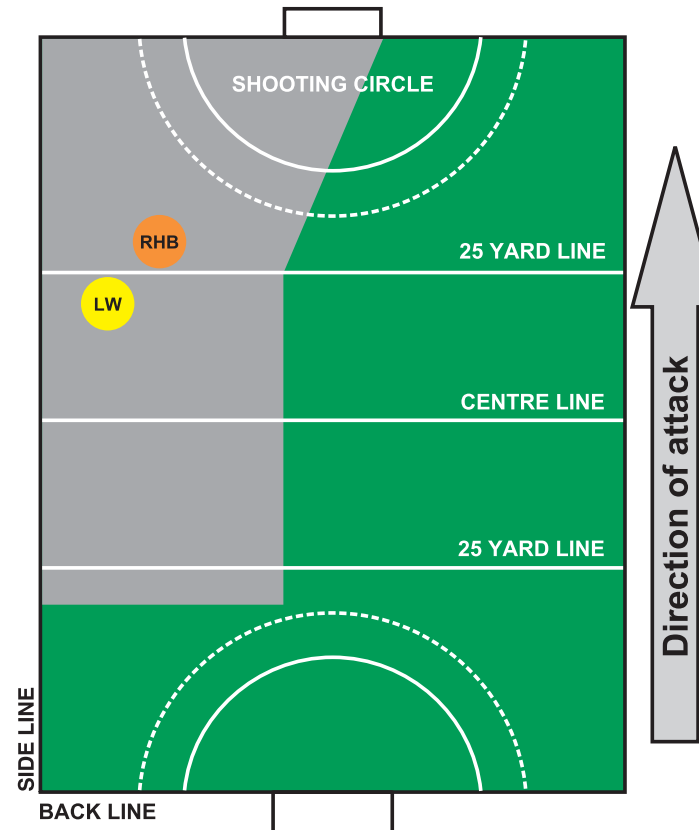 SHOOTING CIRCLE
RHB
25 YARD LINE
LW
CENTRE LINE
25 YARD LINE
Direction of attack
SIDE LINE
BACK LINE